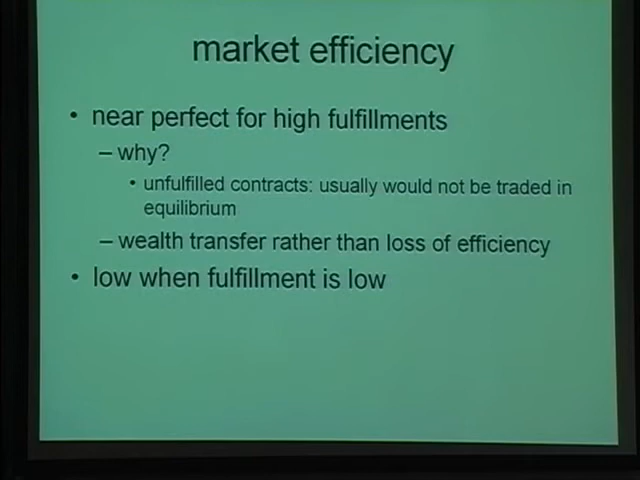 market efficiency
• near perfect for high fulfillments
– why?
• unfulfilled contracts: usually would not be traded in
equilibrium
– wealth transfer rather than loss of efficiency
• low when fulfillment is low